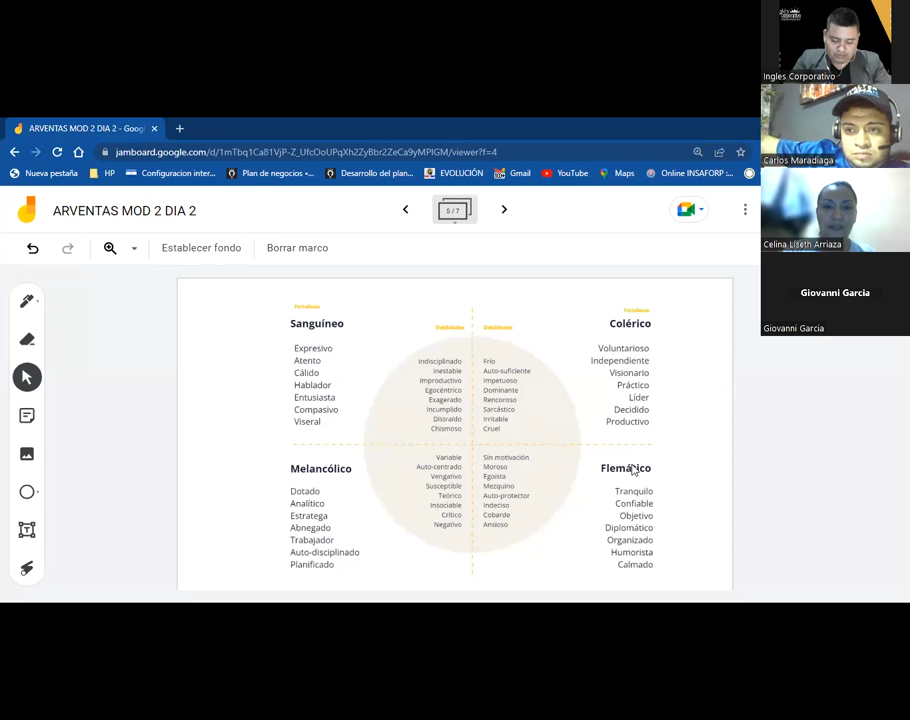 Ingles Corporativo
Carlos Maradiaga
Celina Liseth Arriaza
Giovanni Garcia
Giovanni Garcia
ARVENTAS MOD 2 DIA 2 - Goog
jamboard.google.com/d/1mTbq1Ca81VjP-Z_UfcOoUPqXh2ZyBbr2ZeCa9yMPIGM/viewer?f=4
Nueva pestaña
HP
Configuracion inter...
Plan de negocios •...
Desarrollo del plan...
EVOLUCIÓN
Gmail
YouTube
Maps
Online INSAFORP :...
ARVENTAS MOD 2 DIA 2
5 / 7
Establecer fondo
Borrar marco
Fortalezas
Sanguíneo
Expresivo
Atento
Cálido
Hablador
Entusiasta
Compasivo
Viseral
Debilidades
Indisciplinado
Inestable
Improductivo
Egocéntrico
Exagerado
Incumplido
Distraído
Chismoso
Debilidades
Frío
Auto-suficiente
Impetuoso
Dominante
Rencoroso
Sarcástico
Irritable
Cruel
Fortalezas
Colérico
Voluntarioso
Independiente
Visionario
Práctico
Líder
Decidido
Productivo
Melancólico
Dotado
Analítico
Estratega
Abnegado
Trabajador
Auto-disciplinado
Planificado
Variable
Auto-centrado
Vengativo
Susceptible
Teórico
Insociable
Crítico
Negativo
Sin motivación
Moroso
Egoísta
Mezquino
Auto-protector
Indeciso
Cobarde
Ansioso
Flemático
Tranquilo
Confiable
Objetivo
Diplomático
Organizado
Humorista
Calmado